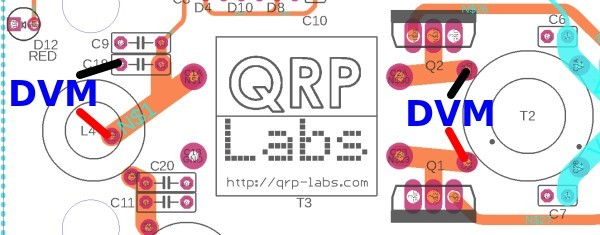 D4
D10
D8
C10
D12
RED
C9
C18
DVM
L4
C20
C11
QRP
Labs
http://qrp-labs.com
T3
C6
Q2
DVM
T2
Q1
C7